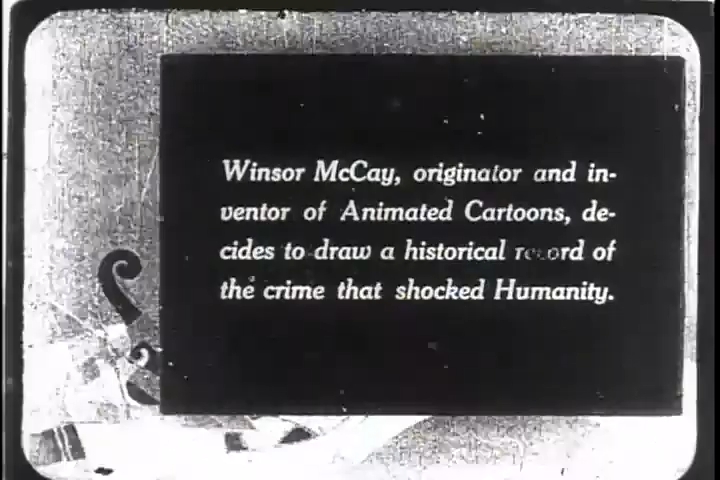 Winsor McCay, originator and in-
ventor of Animated Cartoons, de-
cides to draw a historical record of
the crime that shocked Humanity.